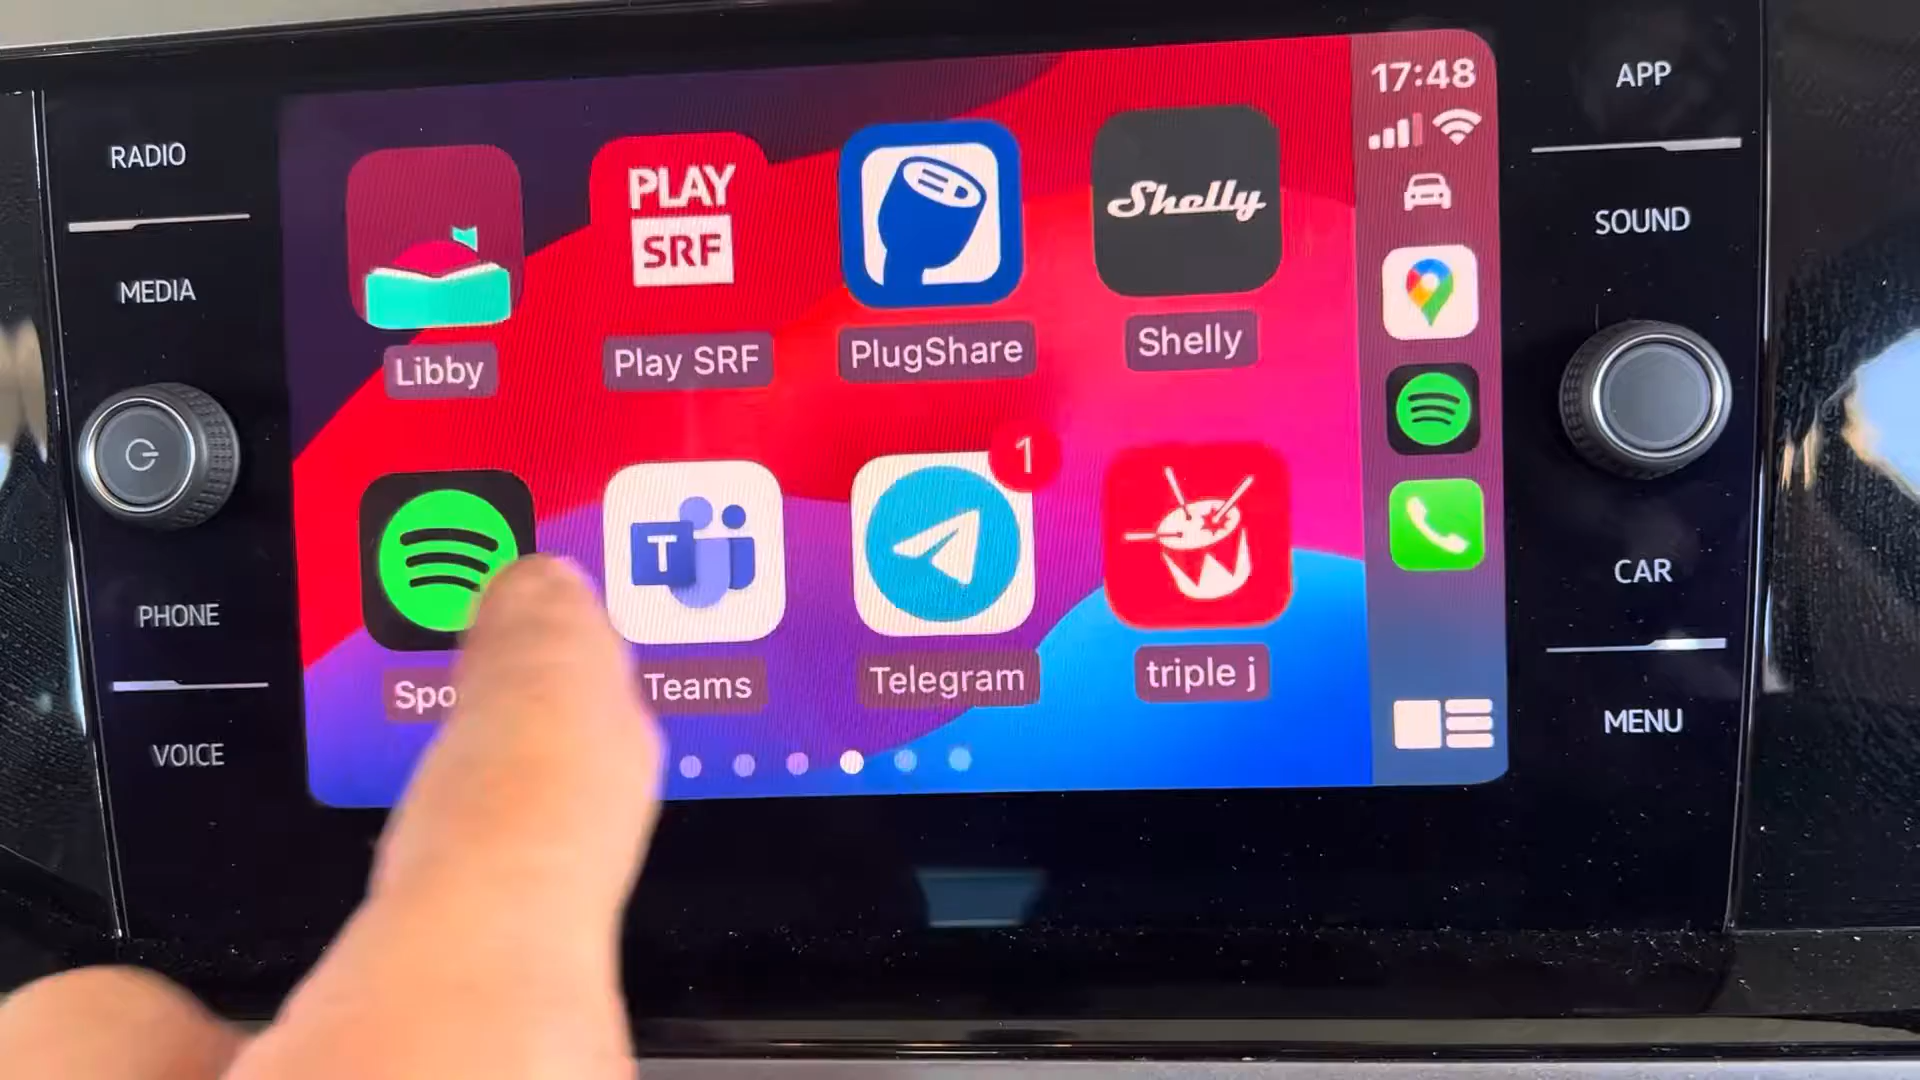 RADIO
MEDIA
PHONE
VOICE
PLAY
SRF
Shelly
Libby
Play SRF
PlugShare
Shelly
T
1
Spo
Teams
Telegram
triple j
17:48
APP
SOUND
CAR
MENU